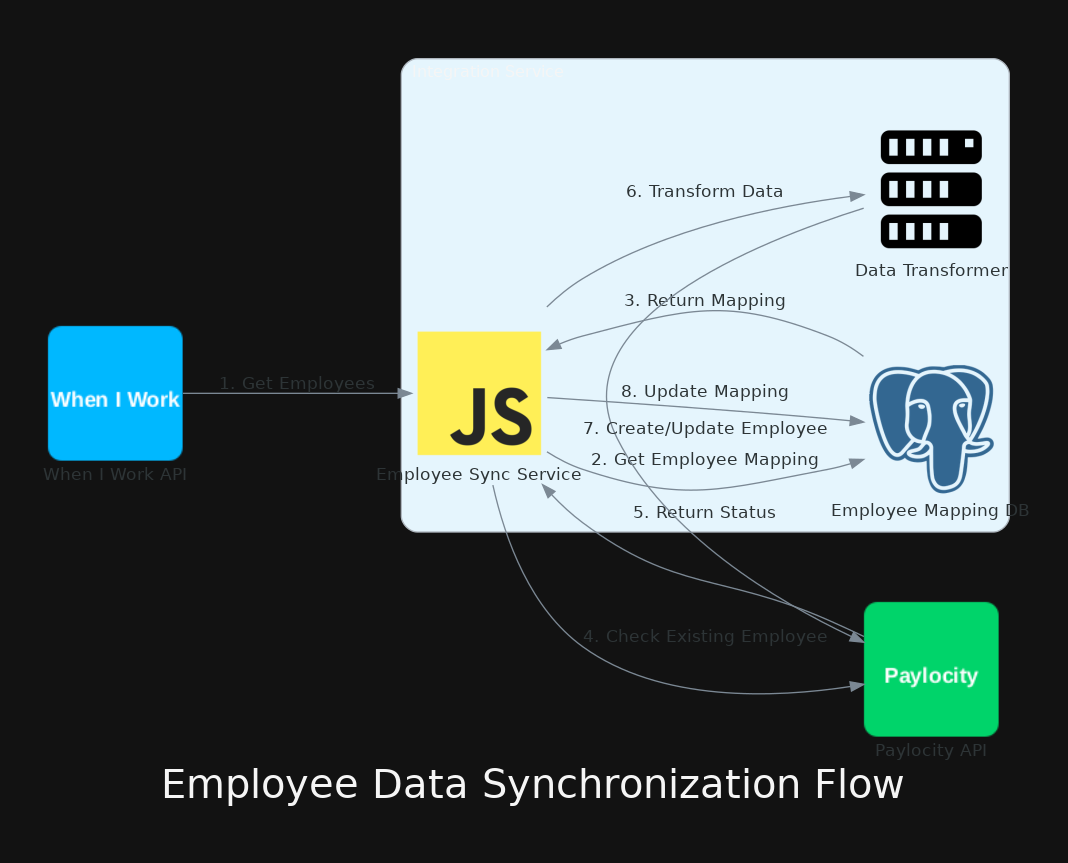 Integration Service
6. Transform Data
Data Transformer
3. Return Mapping
When I Work
1. Get Employees
JS
8. Update Mapping
7. Create/Update Employee
2. Get Employee Mapping
When I Work API
Employee Sync Service
5. Return Status
Employee Mapping DB
4. Check Existing Employee
Paylocity
Paylocity API
Employee Data Synchronization Flow